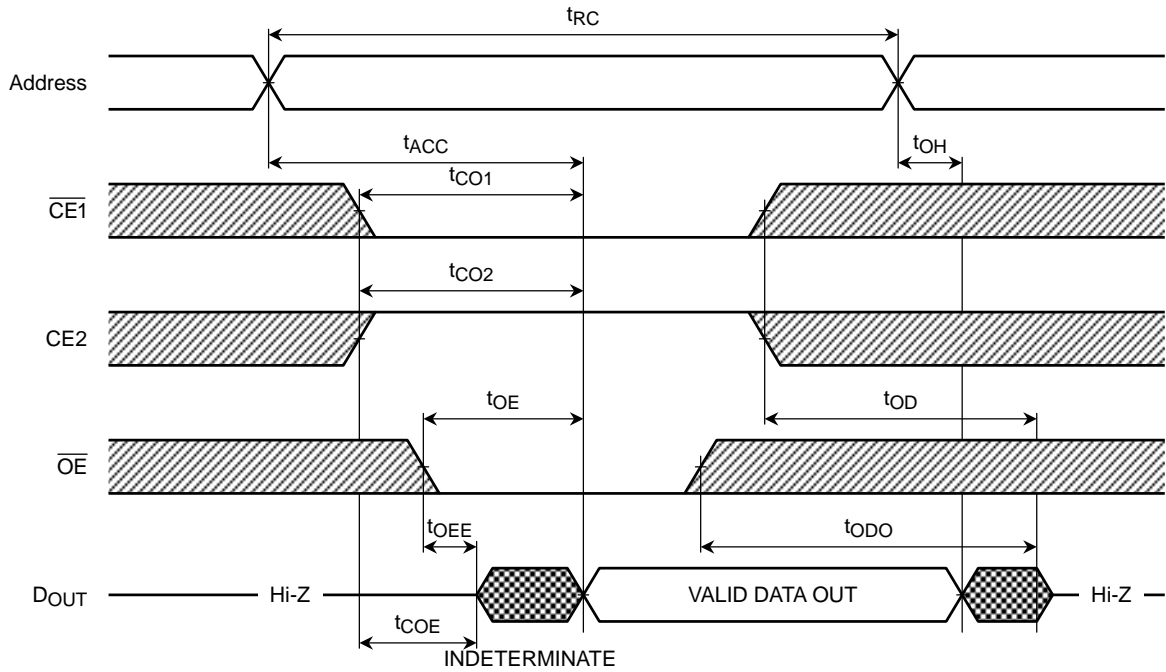 tRC
Address
tACC
tOH
tCO1
CE1
tCO2
CE2
tOE
tOD
OE
tOEE
tODO
DOUT
Hi-Z
VALID DATA OUT
Hi-Z
tCOE
INDETERMINATE